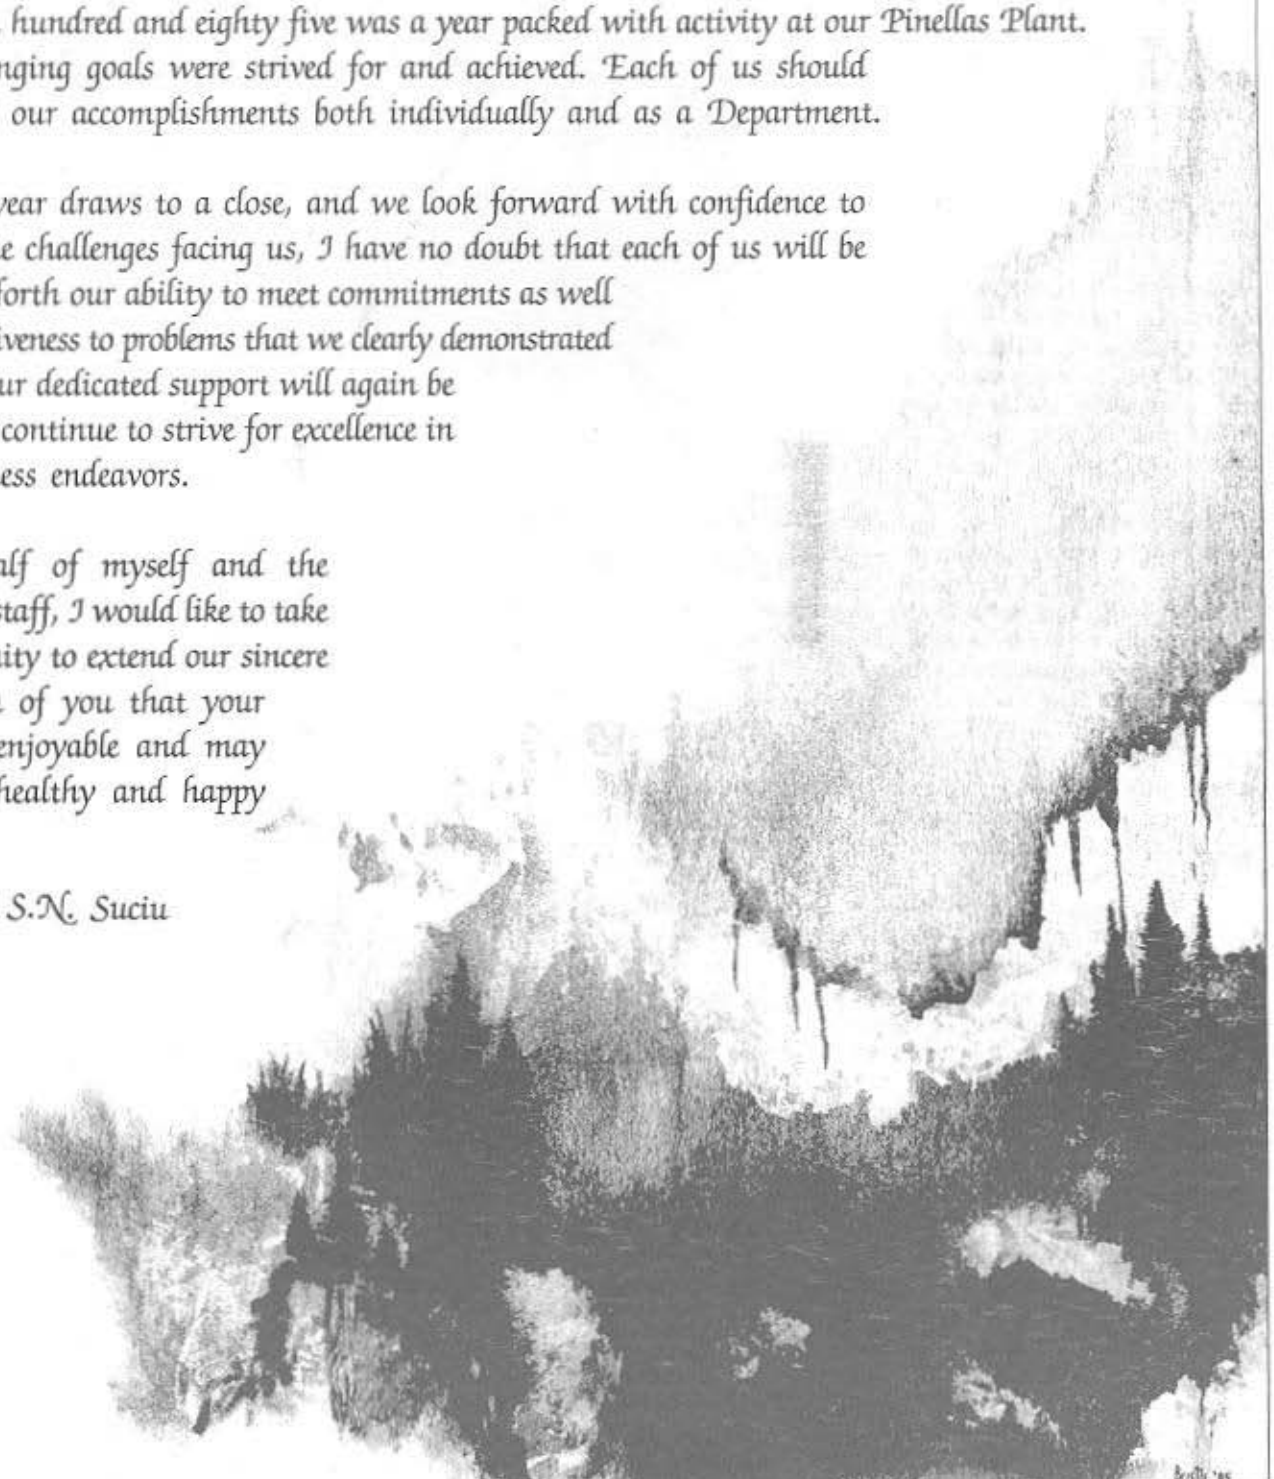 hundred and eighty five was a year packed with activity at our Pinellas Plant.
nging goals were strived for and achieved. Each of us should
our accomplishments both individually and as a Department.
year draws to a close, and we look forward with confidence to
e challenges facing us, I have no doubt that each of us will be
forth our ability to meet commitments as well
iveness to problems that we clearly demonstrated
ur dedicated support will again be
continue to strive for excellence in
ess endeavors.
alf of myself and the
staff, I would like to take
nity to extend our sincere
of you that your
enjoyable and may
healthy and happy
S.N. Suciu